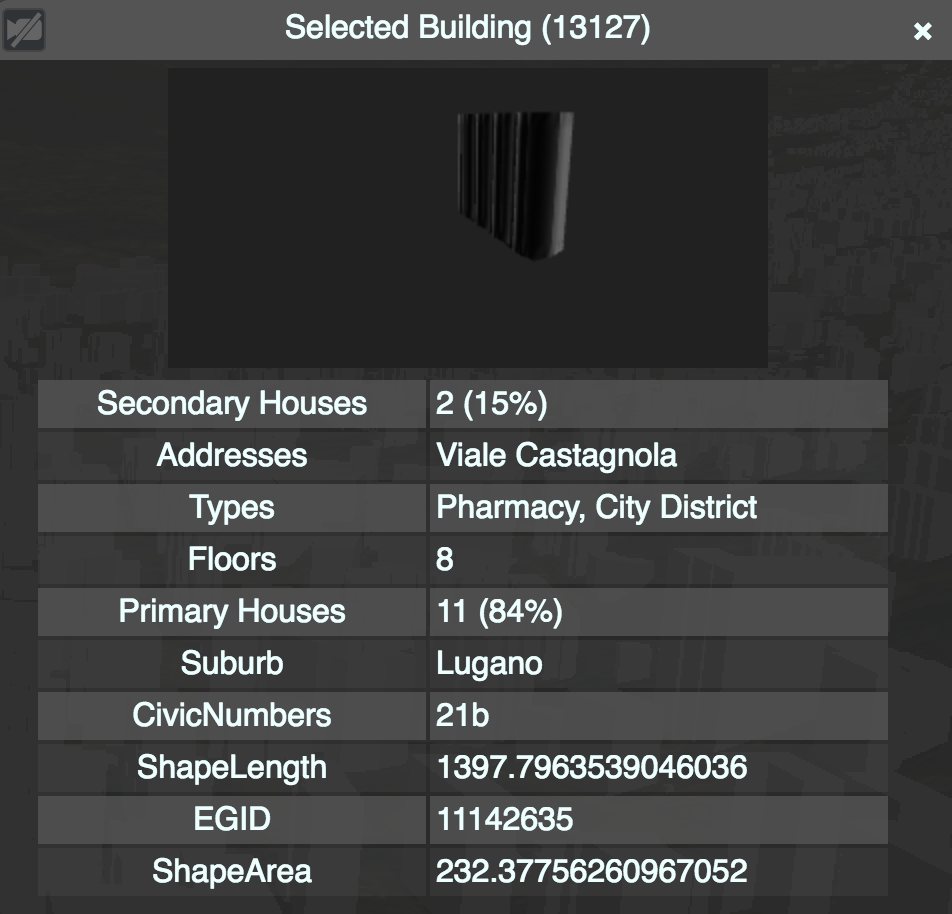 Selected Building (13127)
Secondary Houses 2 (15%)
Addresses Viale Castagnola
Types Pharmacy, City District
Floors 8
Primary Houses 11 (84%)
Suburb Lugano
CivicNumbers 21b
ShapeLength 1397.7963539046036
EGID 11142635
ShapeArea 232.37756260967052